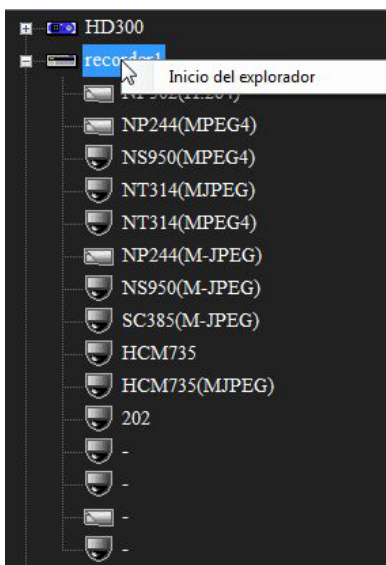 HD300
recorder1
Inicio del explorador
NP244(MPEG4)
NS950(MPEG4)
NT314(MJPEG)
NT314(MPEG4)
NP244(M-JPEG)
NS950(M-JPEG)
SC385(M-JPEG)
HCM735
HCM735(MJPEG)
202
-
-
-
-